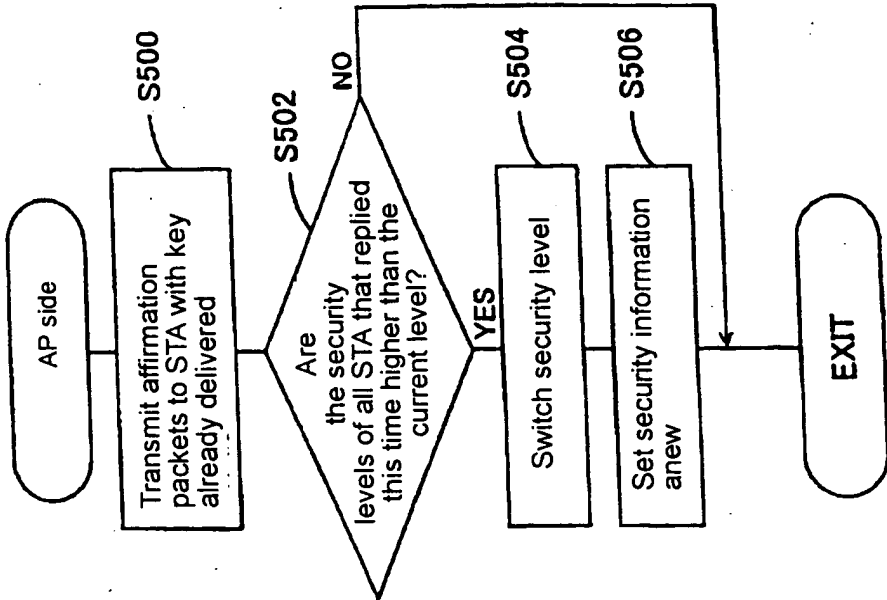 AP side
S500
Transmit affirmation
packets to STA with key
already delivered
S502
Are
the security
levels of all STA that replied
this time higher than the
current level?
NO
YES
S504
Switch security level
S506
Set security information
anew
EXIT